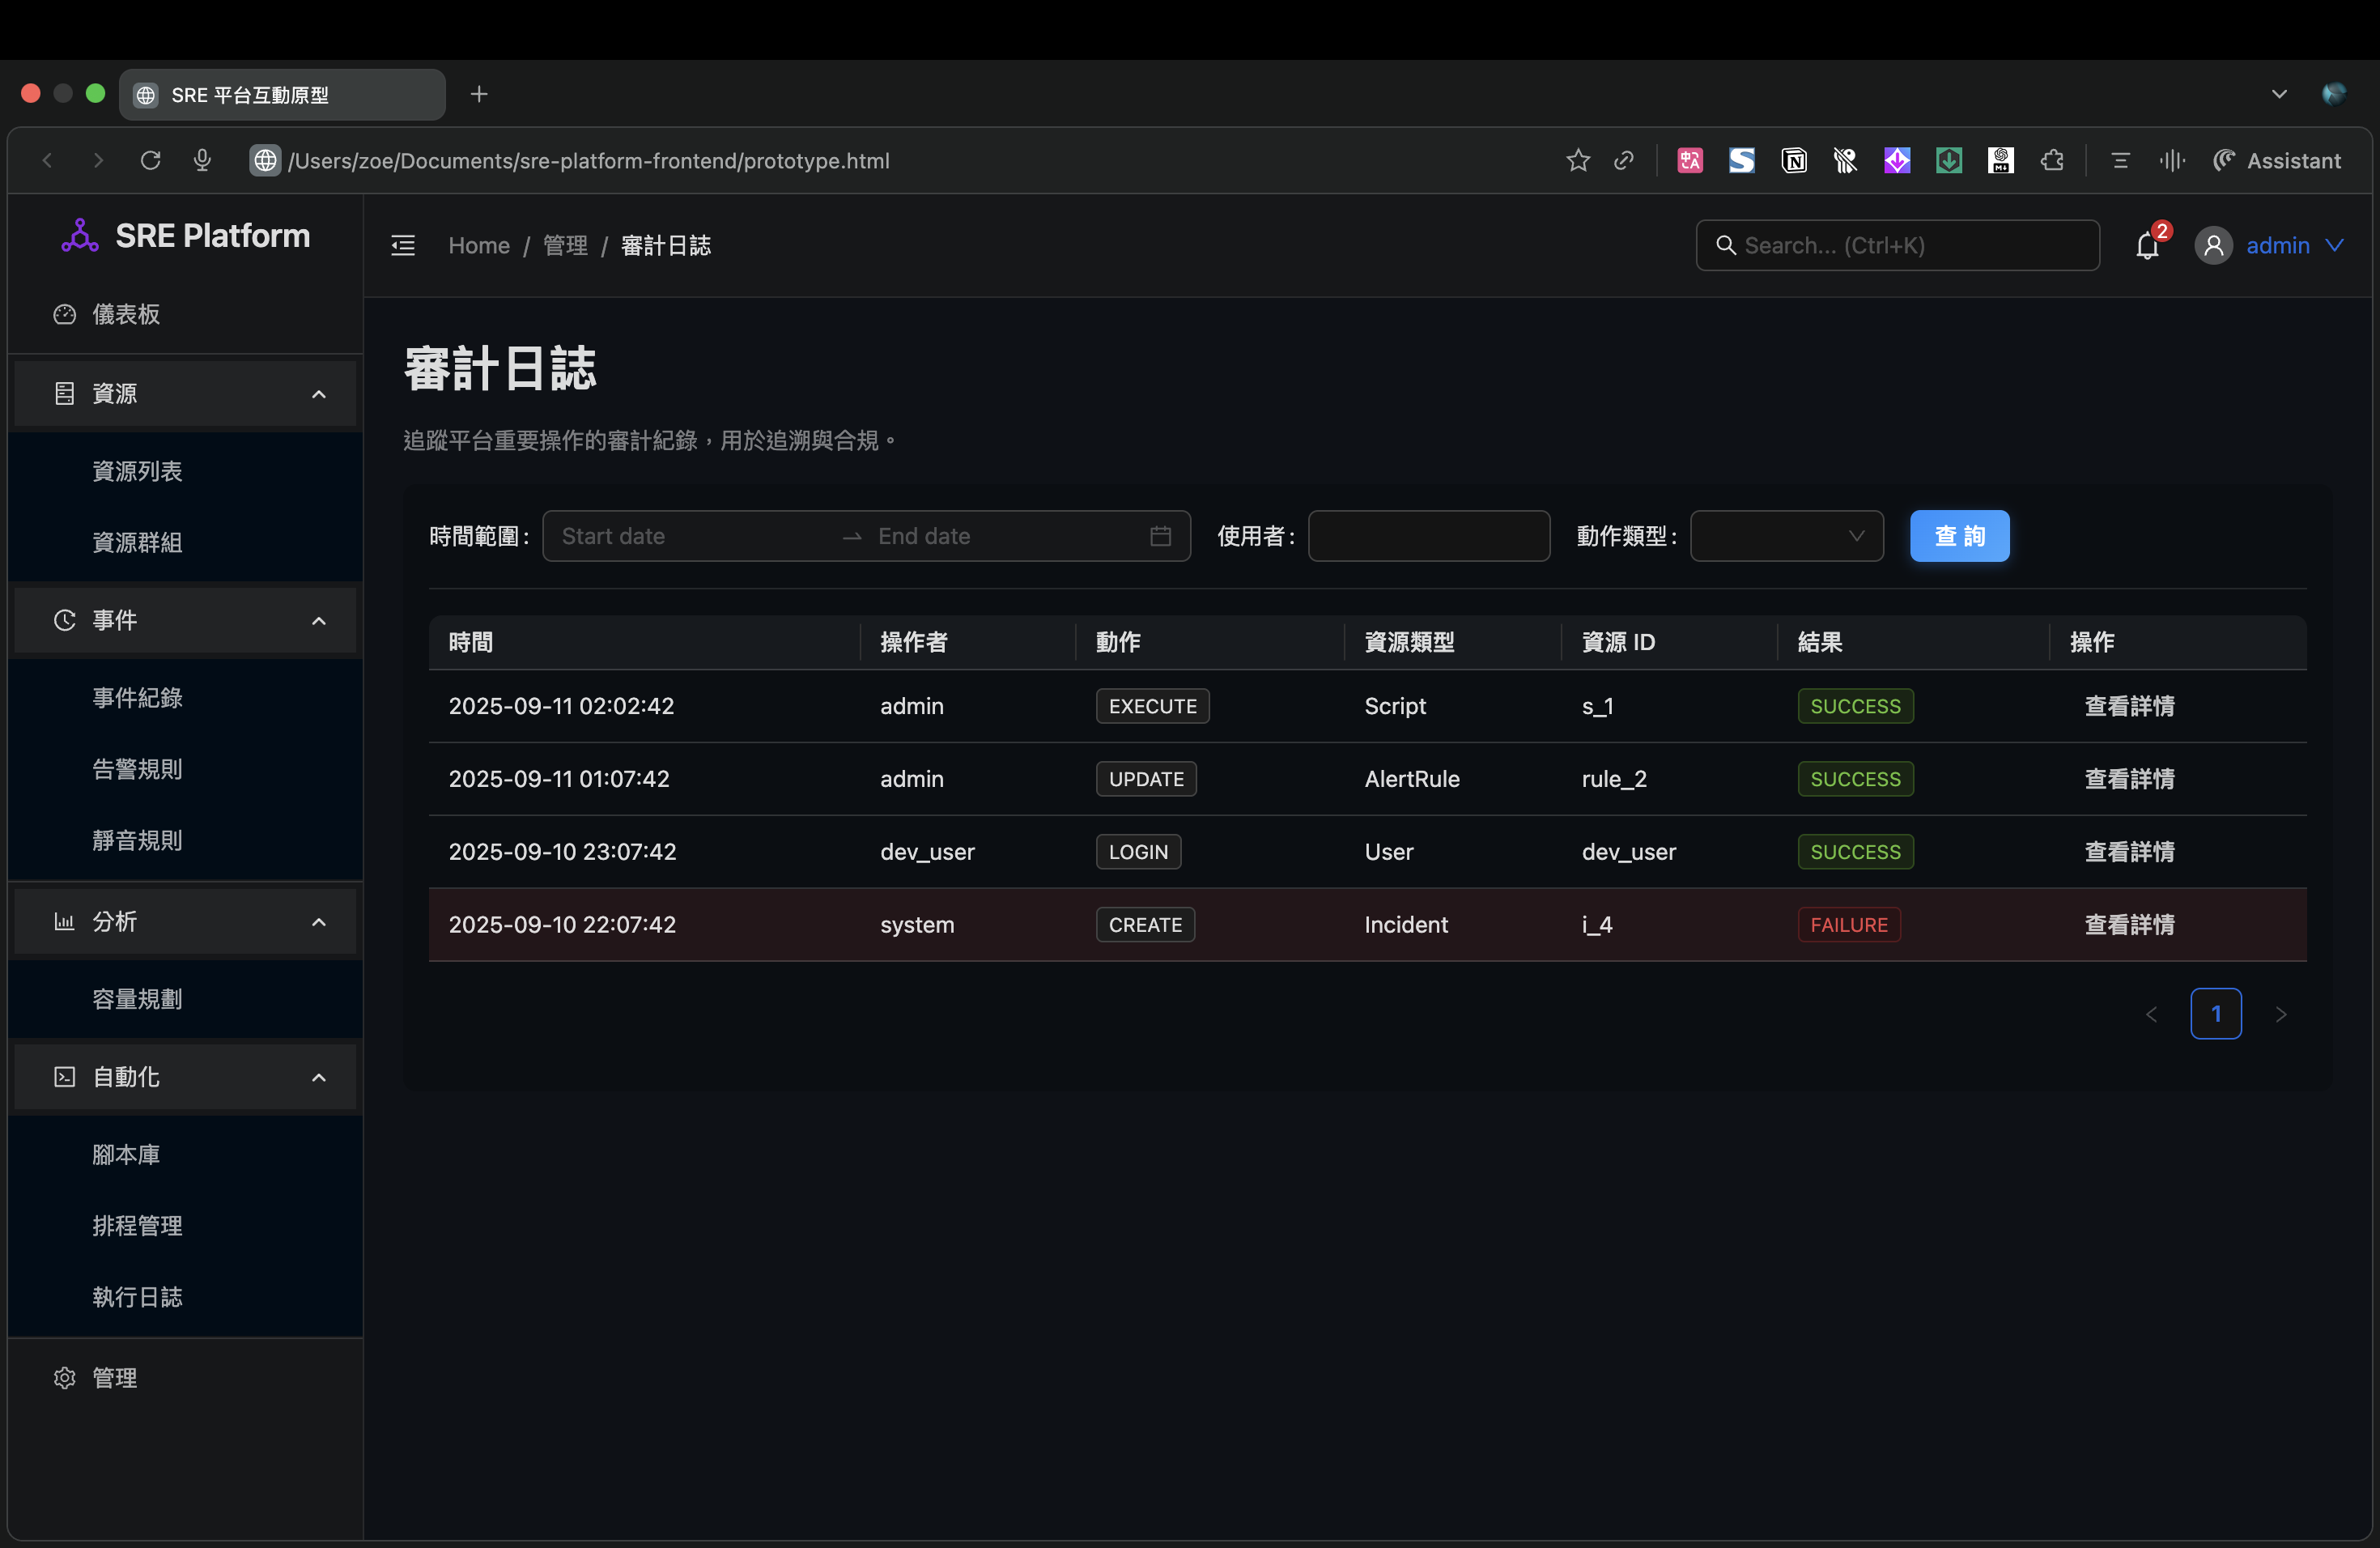 SRE 平台互動原型
/Users/zoe/Documents/sre-platform-frontend/prototype.html
Assistant
SRE Platform
Home / 管理 / 審計日誌
Search... (Ctrl+K)
2
admin
儀表板
資源
資源列表
資源群組
事件
事件紀錄
告警規則
靜音規則
分析
容量規劃
自動化
腳本庫
排程管理
執行日誌
管理
審計日誌
追蹤平台重要操作的審計紀錄，用於追溯與合規。
時間範圍: Start date End date 使用者: 動作類型: 查 詢
時間 操作者 動作 資源類型 資源 ID 結果 操作
2025-09-11 02:02:42 admin EXECUTE Script s_1 SUCCESS 查看詳情
2025-09-11 01:07:42 admin UPDATE AlertRule rule_2 SUCCESS 查看詳情
2025-09-10 23:07:42 dev_user LOGIN User dev_user SUCCESS 查看詳情
2025-09-10 22:07:42 system CREATE Incident i_4 FAILURE 查看詳情
1